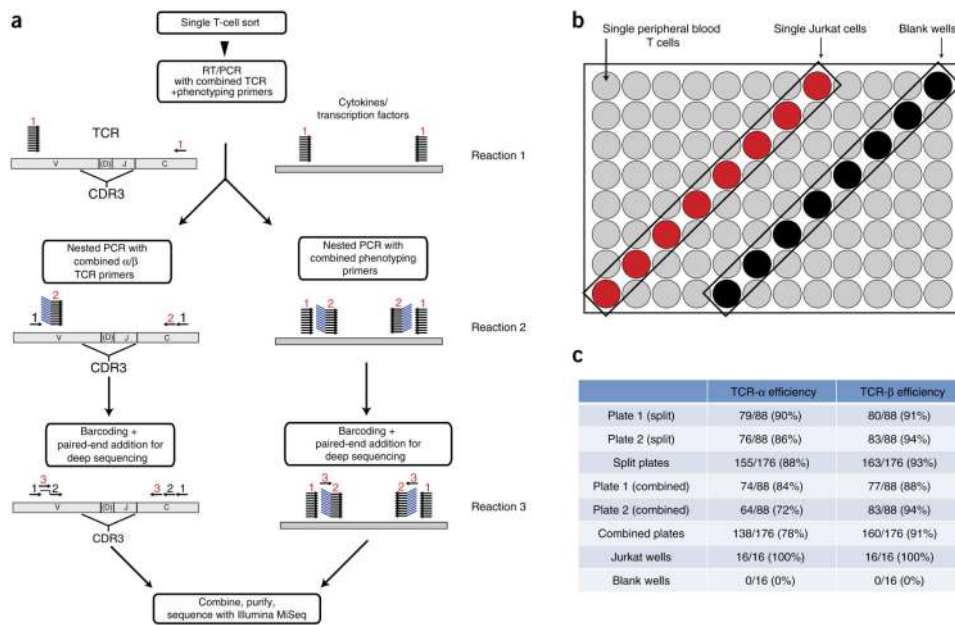 a
Single T-cell sort
RT/PCR
with combined TCR
+phenotyping primers
Cytokines/
transcription factors
1
TCR
1
1
1
Reaction 1
V
(D)
J
C
CDR3
Nested PCR with
combined α/β
TCR primers
Nested PCR with
combined phenotyping
primers
2
1
2
1
1
2
2
1
Reaction 2
V
(D)
J
C
CDR3
Barcoding +
paired-end addition for
deep sequencing
Barcoding +
paired-end addition for
deep sequencing
3
1
2
3
2
1
3
1
2
3
2
1
Reaction 3
V
(D)
J
C
CDR3
Combine, purify,
sequence with Illumina MiSeq
b
Single peripheral blood
T cells
Single Jurkat cells
Blank wells
c
TCR-α efficiency TCR-β efficiency
Plate 1 (split) 79/88 (90%) 80/88 (91%)
Plate 2 (split) 76/88 (86%) 83/88 (94%)
Split plates 155/176 (88%) 163/176 (93%)
Plate 1 (combined) 74/88 (84%) 77/88 (88%)
Plate 2 (combined) 64/88 (72%) 83/88 (94%)
Combined plates 138/176 (78%) 160/176 (91%)
Jurkat wells 16/16 (100%) 16/16 (100%)
Blank wells 0/16 (0%) 0/16 (0%)